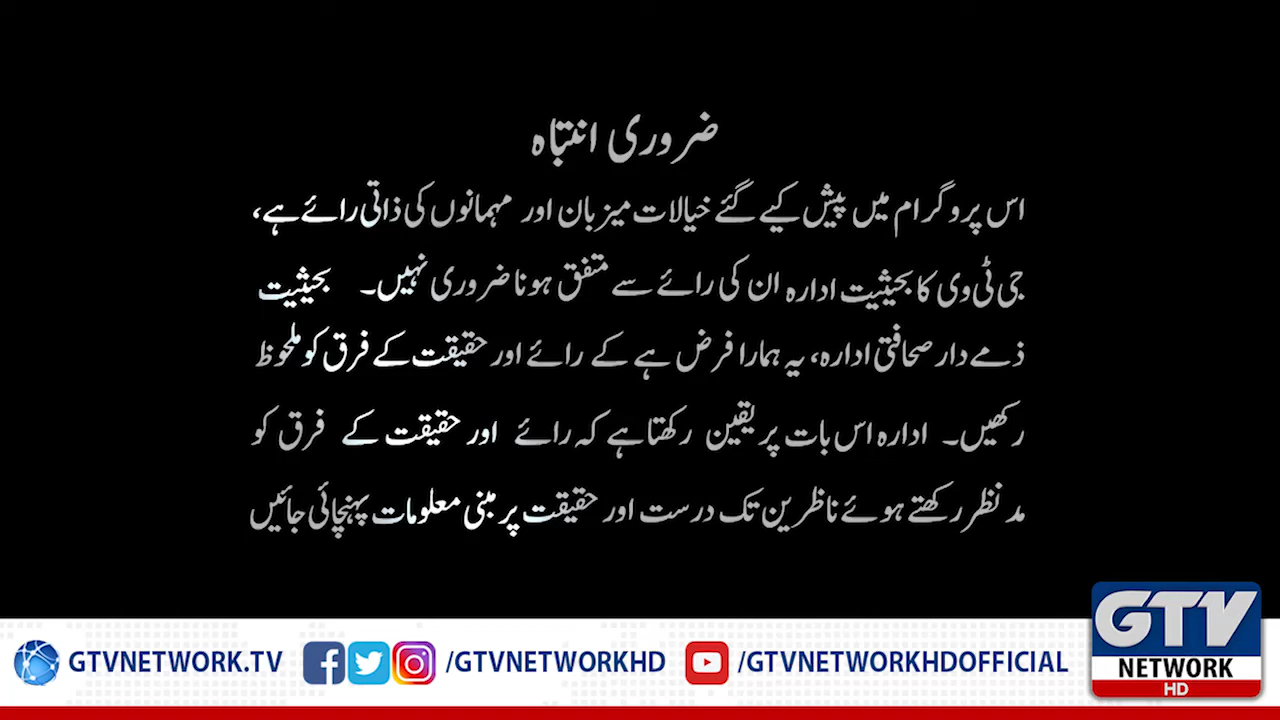 ضروری انتباہ
اس پروگرام میں پیش کیے گئے خیالات میزبان اور مہمانوں کی ذاتی رائے ہے،
جی ٹی وی کا بحیثیت ادارہ ان کی رائے سے متفق ہونا ضروری نہیں۔ بحیثیت
ذمے دار صحافتی ادارہ، یہ ہمارا فرض ہے کے رائے اور حقیقت کے فرق کو ملحوظ
رکھیں۔ ادارہ اس بات پر یقین رکھتا ہے کہ رائے اور حقیقت کے فرق کو
مد نظر رکھتے ہوئے ناظرین تک درست اور حقیقت پر مبنی معلومات پہنچائی جائیں
GTVNETWORK.TV /GTVNETWORKHD /GTVNETWORKHDOFFICIAL
GTV
NETWORK
HD